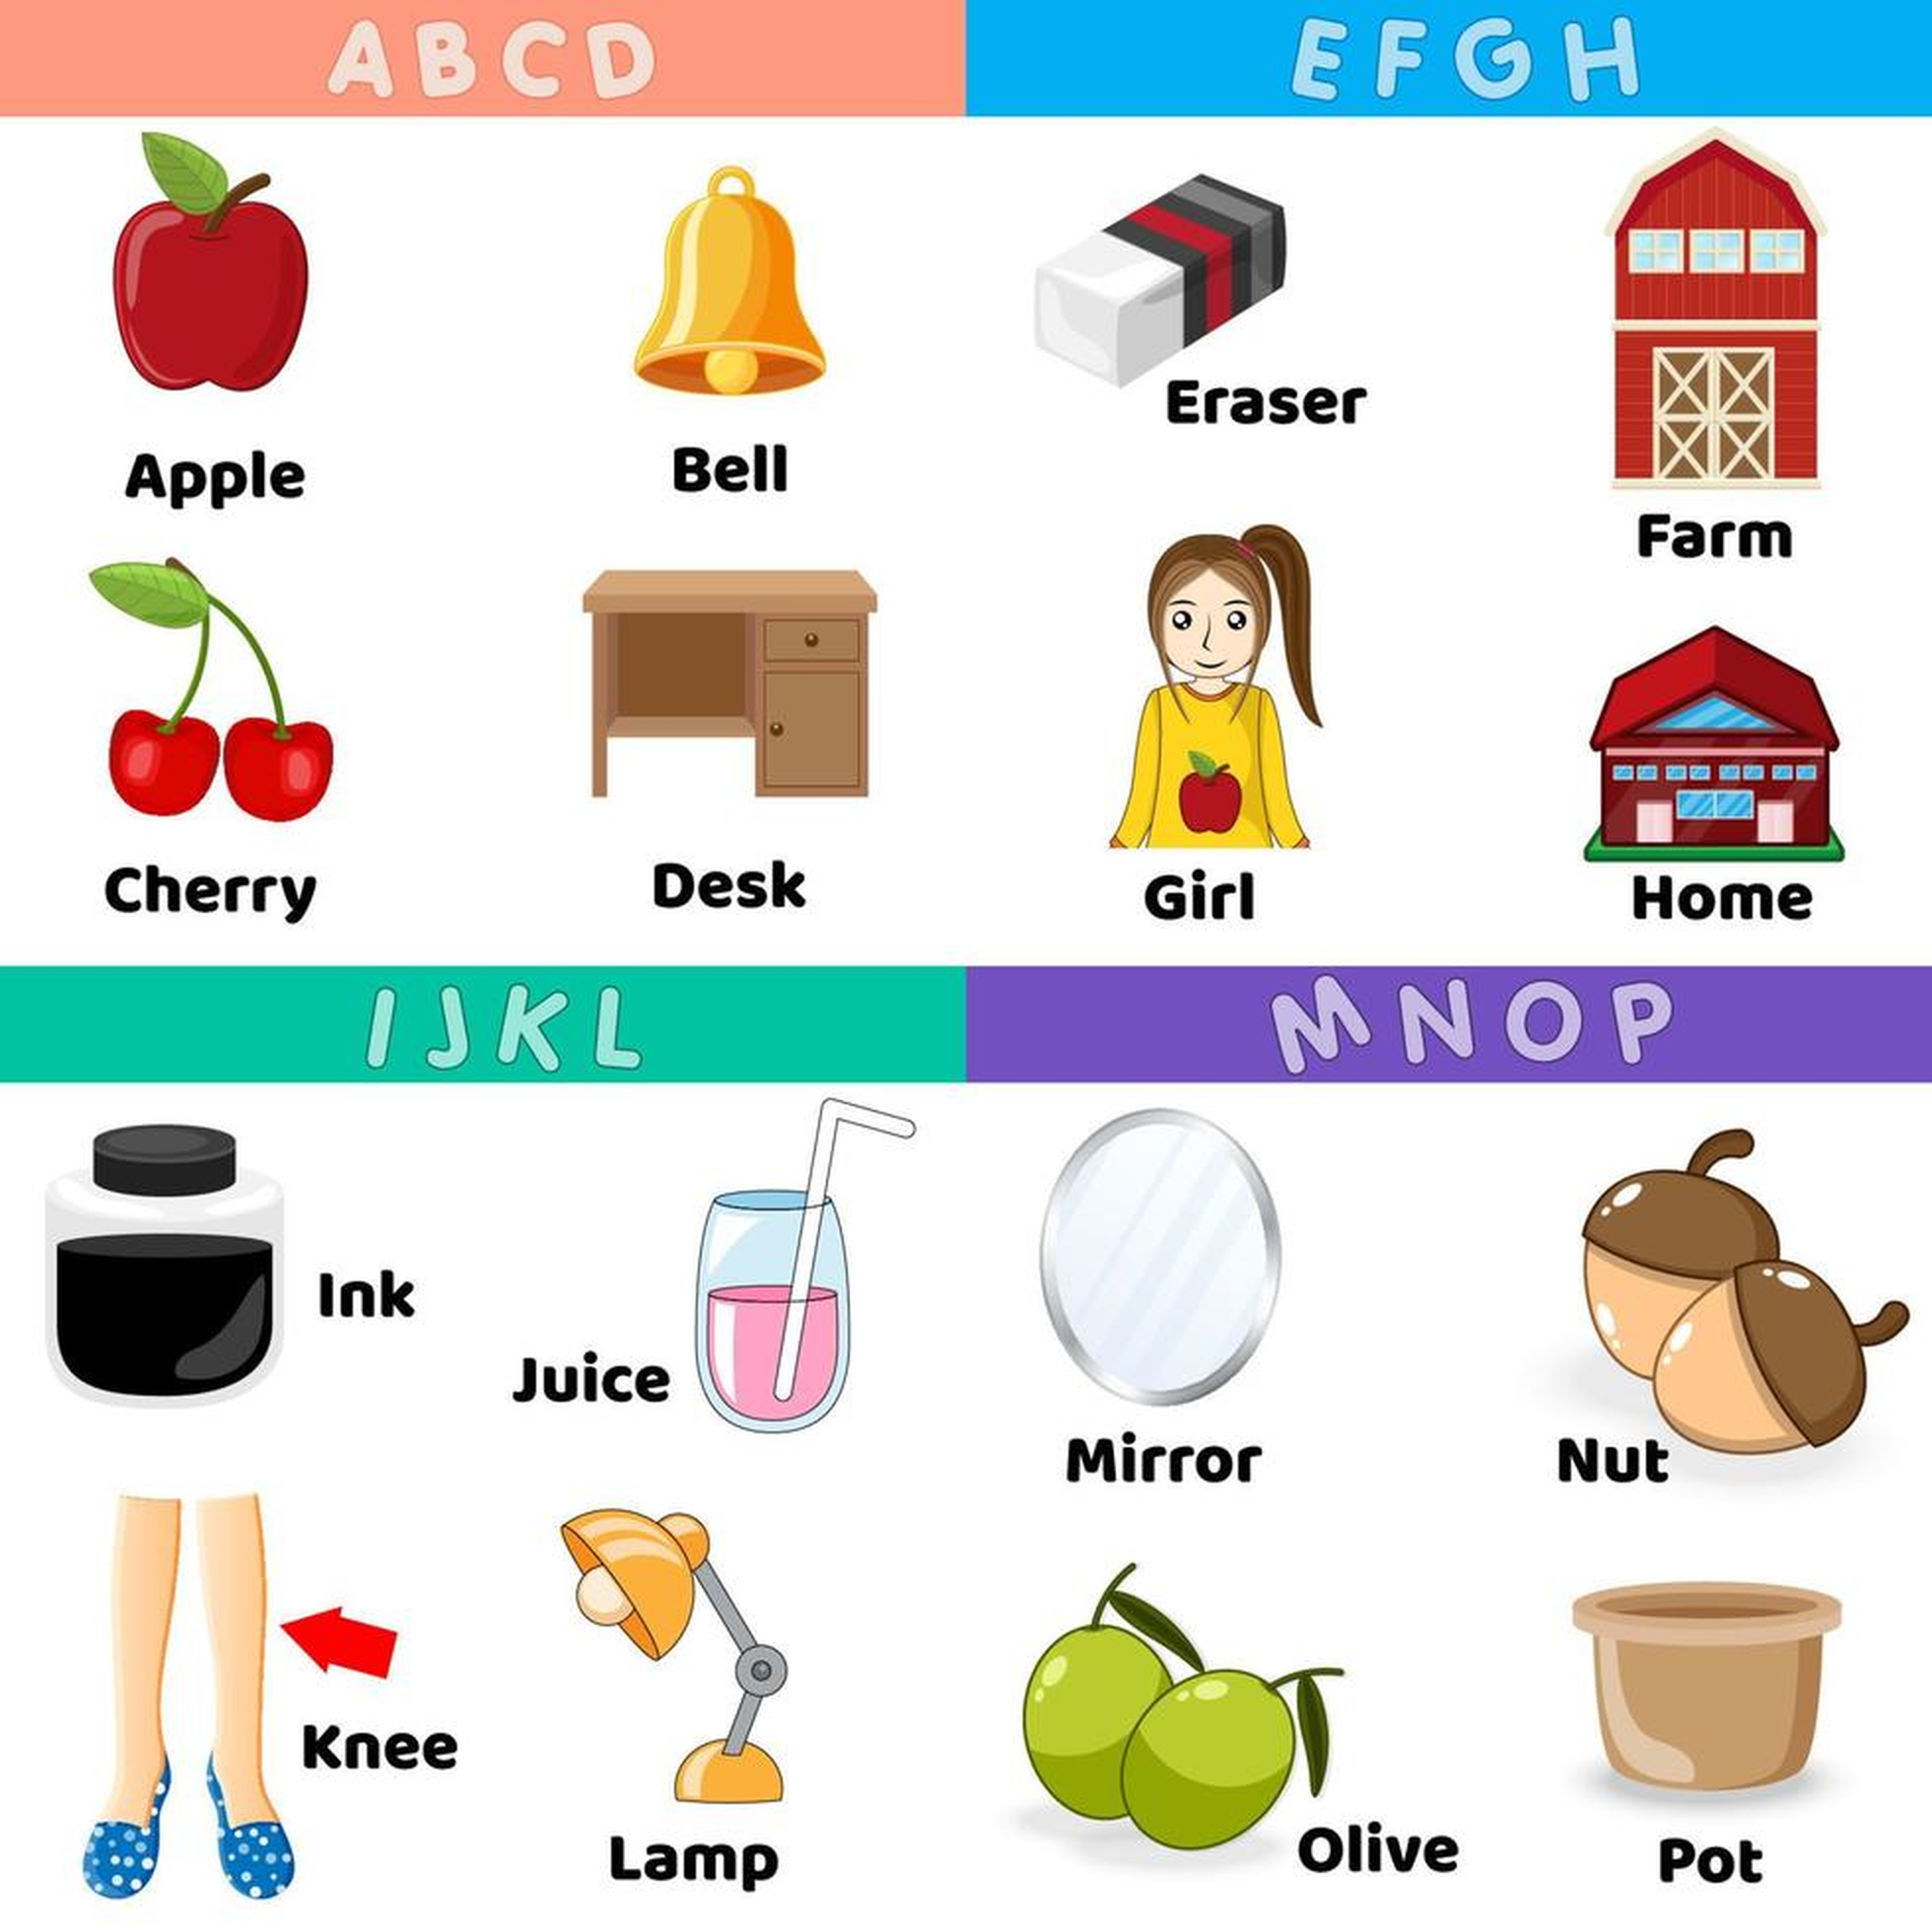 A B C D
Apple
Bell
Cherry
Desk
E F G H
Eraser
Farm
Girl
Home
I J K L
Ink
Juice
Knee
Lamp
M N O P
Mirror
Nut
Olive
Pot